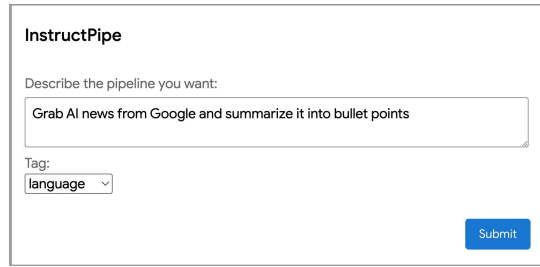 InstructPipe
Describe the pipeline you want:
Grab AI news from Google and summarize it into bullet points
Tag:
language
Submit